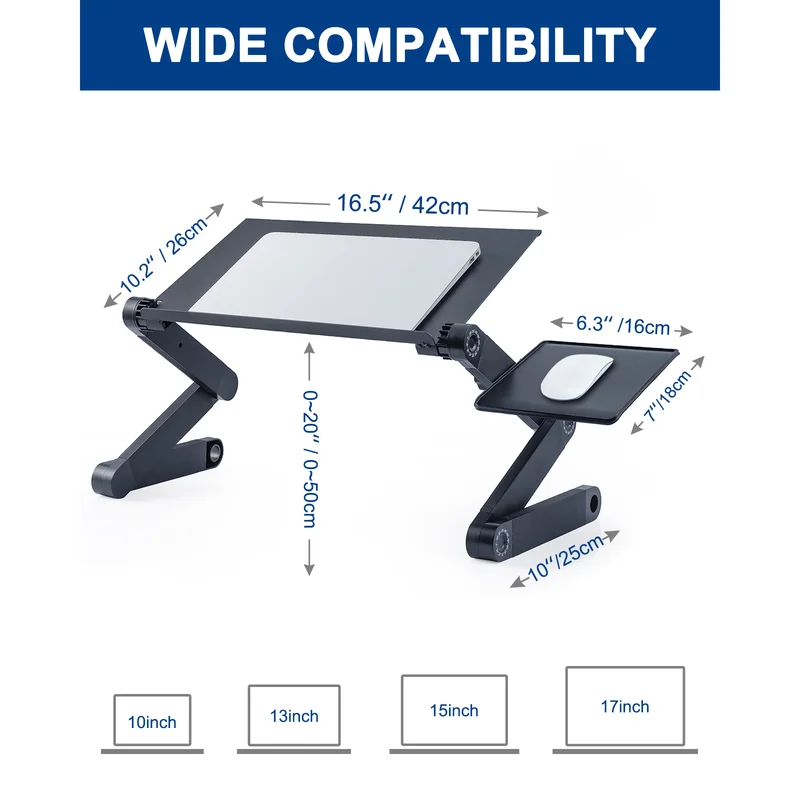 WIDE COMPATIBILITY
16.5“ / 42cm
10.2“ / 26cm
6.3“ /16cm
7“/18cm
0~20“ / 0~50cm
10“/25cm
10inch
13inch
15inch
17inch